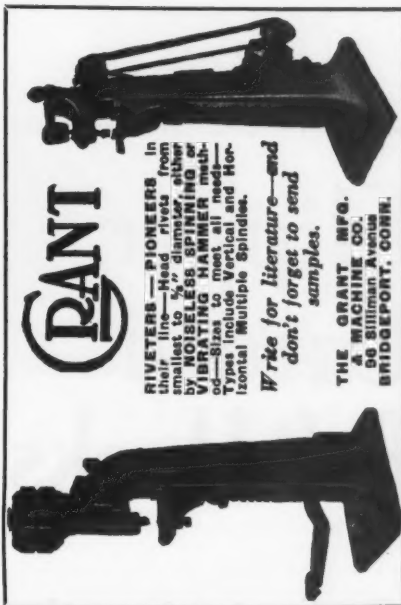 GRANT
RIVETERS—PIONEERS in
their line—Head rivets from
smallest to ⅝" diameter, either
by NOISELESS SPINNING or
VIBRATING HAMMER meth-
od—Sizes to meet all needs—
Types include Vertical and Hor-
izontal Multiple Spindles.
Write for literature—and
don't forget to send
samples.
THE GRANT MFG.
& MACHINE CO.
96 Silliman Avenue
BRIDGEPORT, CONN.